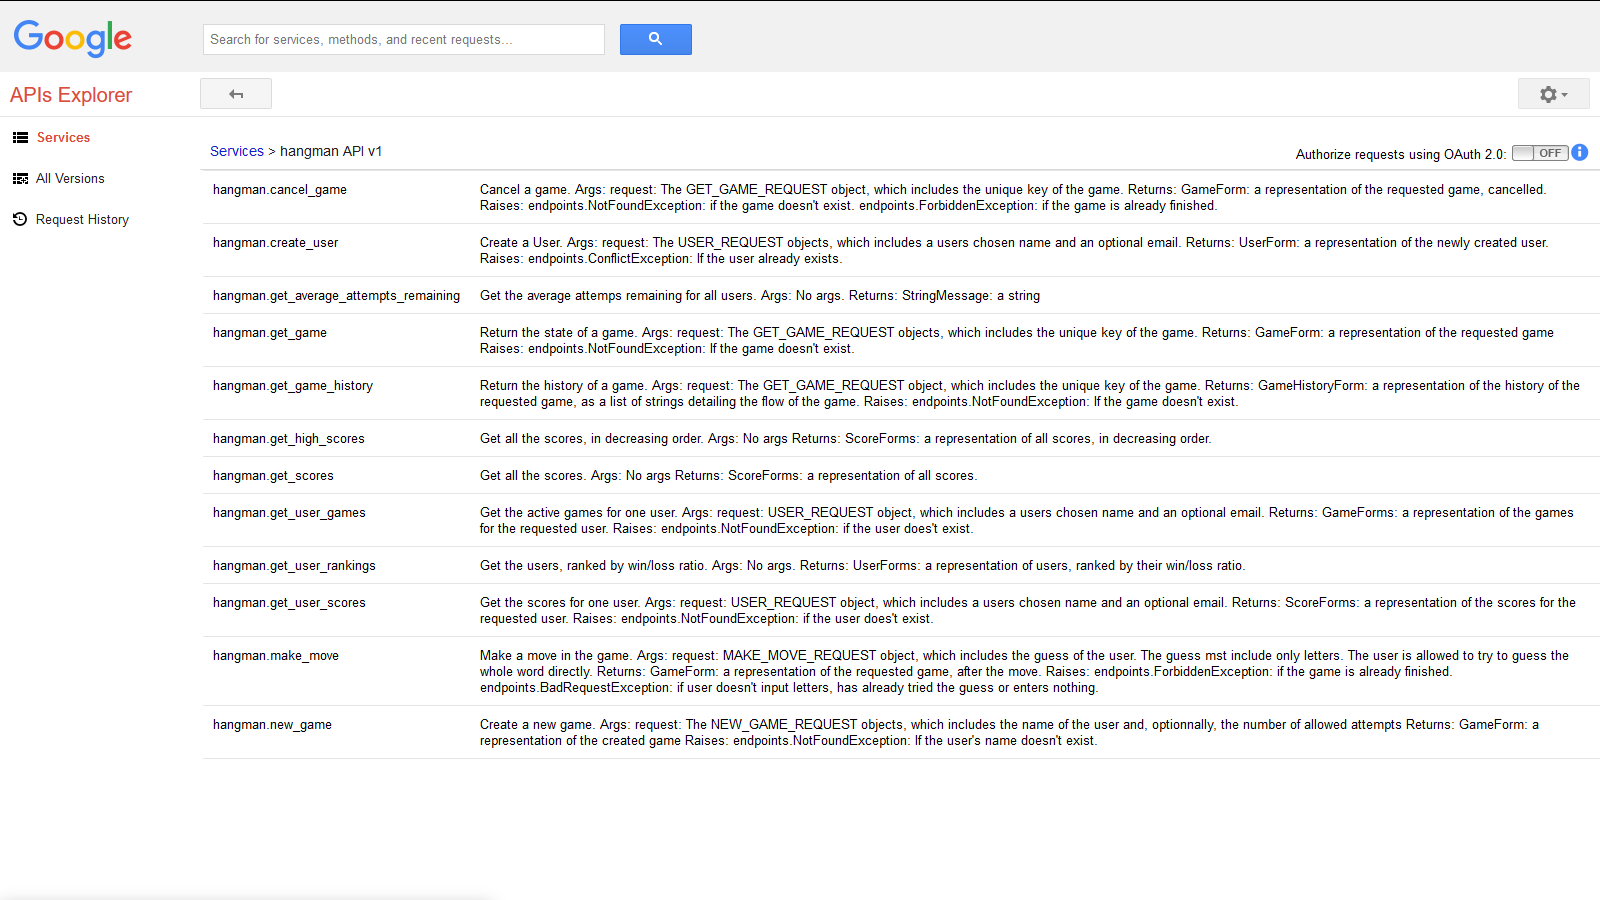 Google
Search for services, methods, and recent requests...
APIs Explorer
Services
All Versions
Request History
Services > hangman API v1
Authorize requests using OAuth 2.0: OFF
hangman.cancel_game
Cancel a game. Args: request: The GET_GAME_REQUEST object, which includes the unique key of the game. Returns: GameForm: a representation of the requested game, cancelled.
Raises: endpoints.NotFoundException: if the game doesn't exist. endpoints.ForbiddenException: if the game is already finished.
hangman.create_user
Create a User. Args: request: The USER_REQUEST objects, which includes a users chosen name and an optional email. Returns: UserForm: a representation of the newly created user.
Raises: endpoints.ConflictException: If the user already exists.
hangman.get_average_attempts_remaining
Get the average attemps remaining for all users. Args: No args. Returns: StringMessage: a string
hangman.get_game
Return the state of a game. Args: request: The GET_GAME_REQUEST objects, which includes the unique key of the game. Returns: GameForm: a representation of the requested game
Raises: endpoints.NotFoundException: If the game doesn't exist.
hangman.get_game_history
Return the history of a game. Args: request: The GET_GAME_REQUEST object, which includes the unique key of the game. Returns: GameHistoryForm: a representation of the history of the
requested game, as a list of strings detailing the flow of the game. Raises: endpoints.NotFoundException: If the game doesn't exist.
hangman.get_high_scores
Get all the scores, in decreasing order. Args: No args Returns: ScoreForms: a representation of all scores, in decreasing order.
hangman.get_scores
Get all the scores. Args: No args Returns: ScoreForms: a representation of all scores.
hangman.get_user_games
Get the active games for one user. Args: request: USER_REQUEST object, which includes a users chosen name and an optional email. Returns: GameForms: a representation of the games
for the requested user. Raises: endpoints.NotFoundException: if the user does't exist.
hangman.get_user_rankings
Get the users, ranked by win/loss ratio. Args: No args. Returns: UserForms: a representation of users, ranked by their win/loss ratio.
hangman.get_user_scores
Get the scores for one user. Args: request: USER_REQUEST object, which includes a users chosen name and an optional email. Returns: ScoreForms: a representation of the scores for the
requested user. Raises: endpoints.NotFoundException: if the user does't exist.
hangman.make_move
Make a move in the game. Args: request: MAKE_MOVE_REQUEST object, which includes the guess of the user. The guess mst include only letters. The user is allowed to try to guess the
whole word directly. Returns: GameForm: a representation of the requested game, after the move. Raises: endpoints.ForbiddenException: if the game is already finished.
endpoints.BadRequestException: if user doesn't input letters, has already tried the guess or enters nothing.
hangman.new_game
Create a new game. Args: request: The NEW_GAME_REQUEST objects, which includes the name of the user and, optionnally, the number of allowed attempts Returns: GameForm: a
representation of the created game Raises: endpoints.NotFoundException: If the user's name doesn't exist.